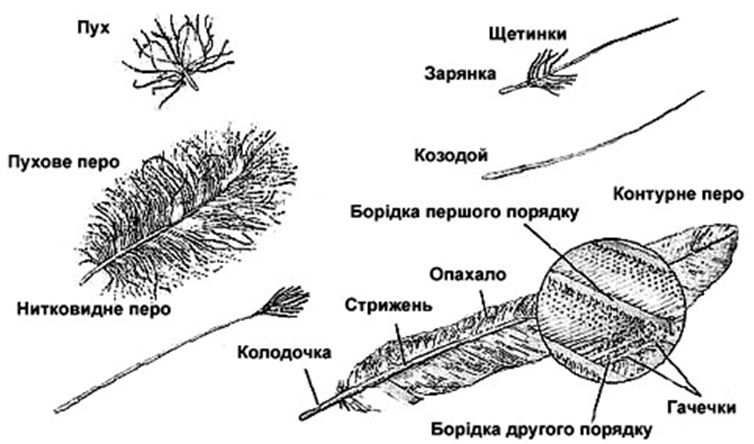 Пух
Щетинки
Зарянка
Пухове перо
Козодой
Контурне перо
Борідка першого порядку
Опахало
Нитковидне перо
Стрижень
Колодочка
Гачечки
Борідка другого порядку